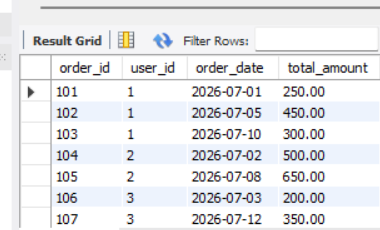 Result Grid Filter Rows:
order_id user_id order_date total_amount
101 1 2026-07-01 250.00
102 1 2026-07-05 450.00
103 1 2026-07-10 300.00
104 2 2026-07-02 500.00
105 2 2026-07-08 650.00
106 3 2026-07-03 200.00
107 3 2026-07-12 350.00